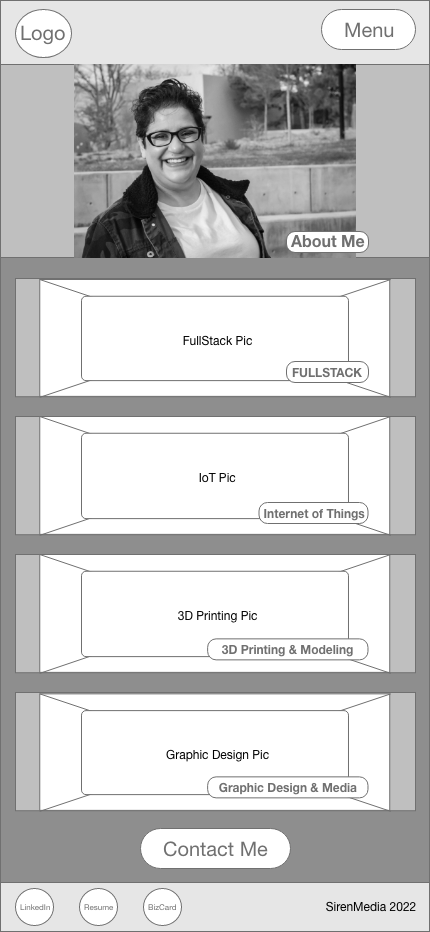 Logo
Menu
About Me
FullStack Pic
FULLSTACK
IoT Pic
Internet of Things
3D Printing Pic
3D Printing & Modeling
Graphic Design Pic
Graphic Design & Media
Contact Me
LinkedIn
Resume
BizCard
SirenMedia 2022